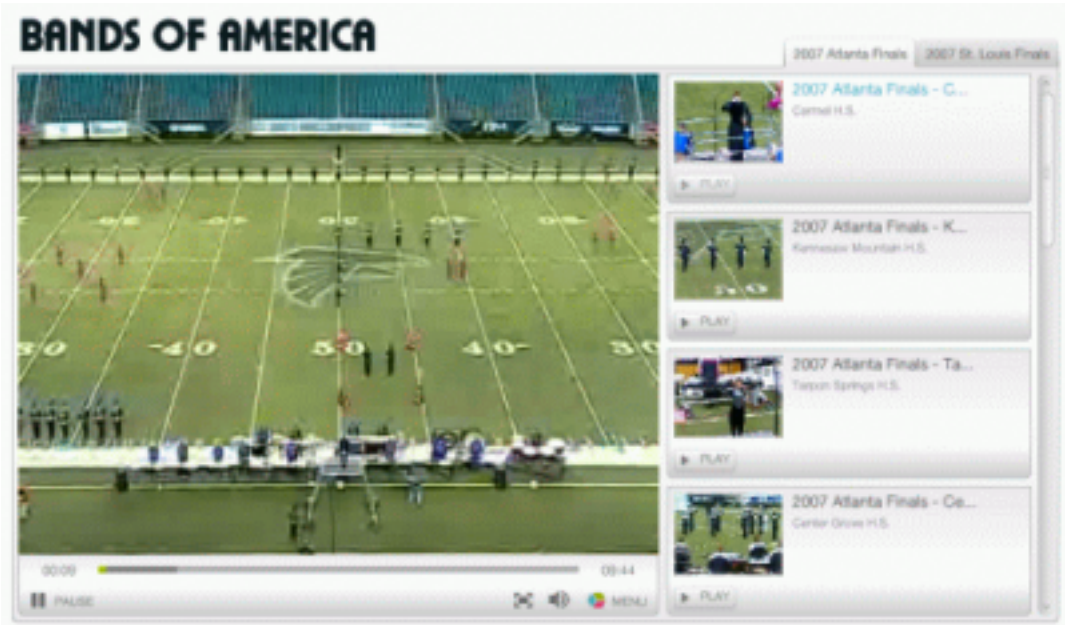 BANDS OF AMERICA
2007 Atlanta Finals
2007 St. Louis Finals
2007 Atlanta Finals - C...
Carmel H.S.
PLAY
2007 Atlanta Finals - K...
Kennesaw Mountain H.S.
PLAY
2007 Atlanta Finals - Ta...
Tarpon Springs H.S.
PLAY
2007 Atlanta Finals - Ce...
Center Grove H.S.
PLAY
40 50 40
00:09
09:44
PAUSE
MENU